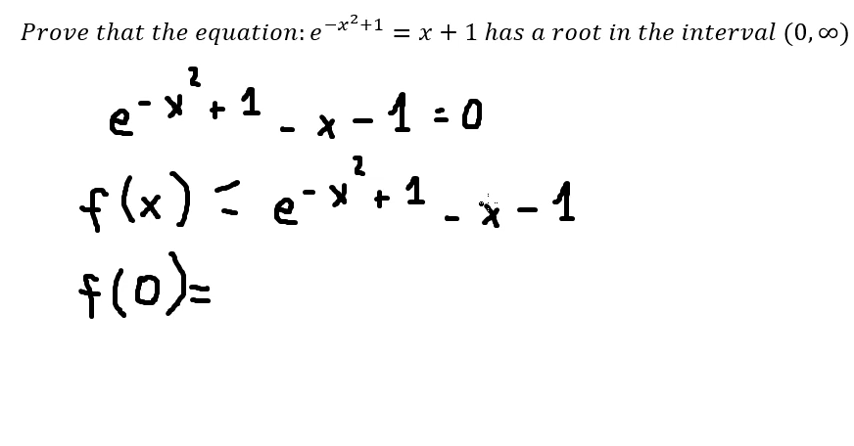 Prove that the equation: e^{-x^2+1} = x + 1 has a root in the interval (0, ∞)
e^{-x^2+1} - x - 1 = 0
f(x) = e^{-x^2+1} - x - 1
f(0) =